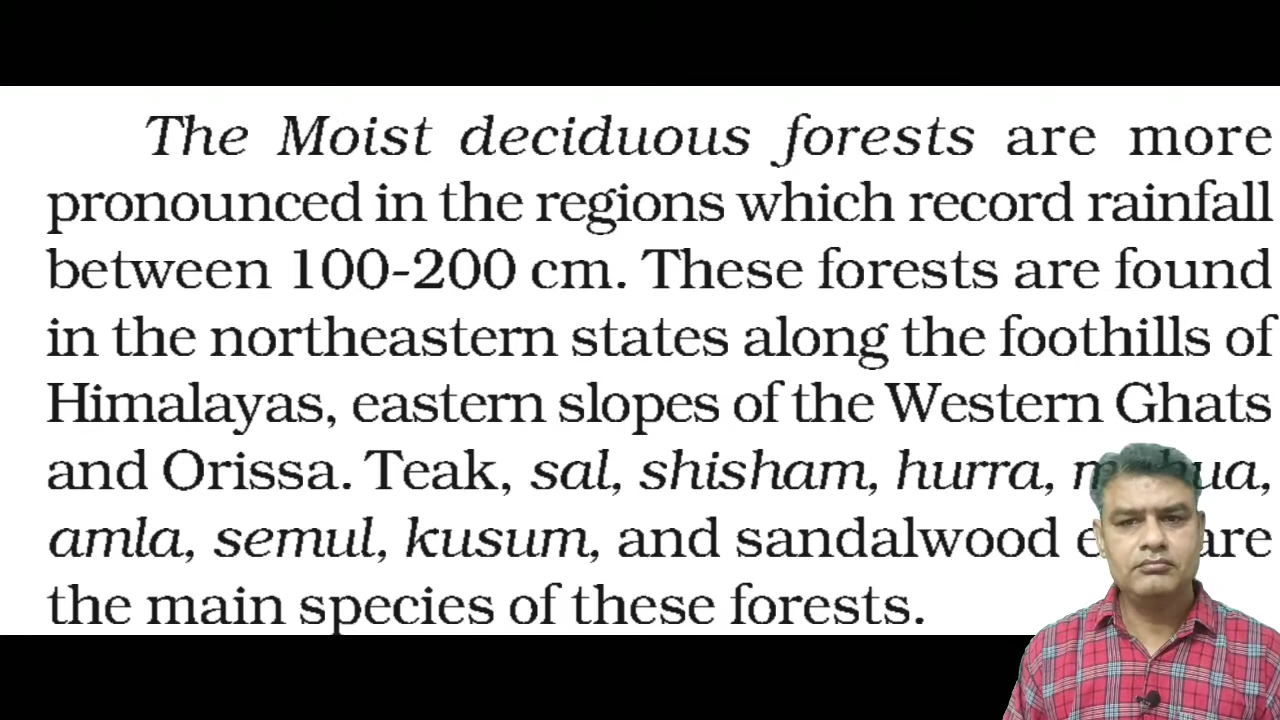 The Moist deciduous forests are more
pronounced in the regions which record rainfall
between 100-200 cm. These forests are found
in the northeastern states along the foothills of
Himalayas, eastern slopes of the Western Ghats
and Orissa. Teak, sal, shisham, hurra,
amla, semul, kusum, and sandalwood are
the main species of these forests.